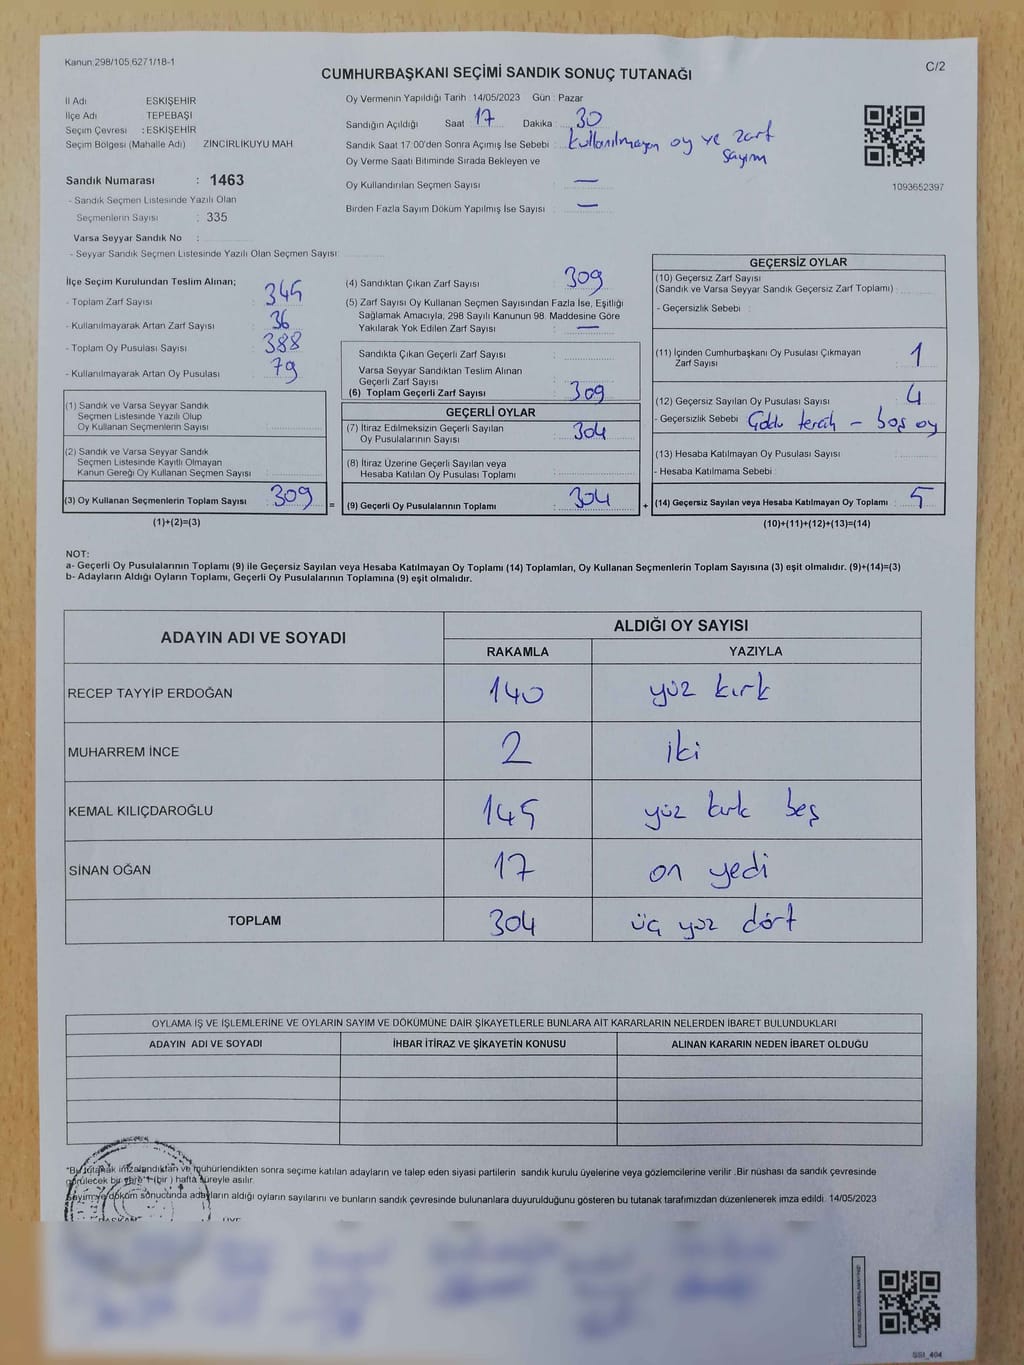 Kanun:298/105,6271/18-1
C/2
CUMHURBAŞKANI SEÇİMİ SANDIK SONUÇ TUTANAĞI
İl Adı ESKİŞEHİR
İlçe Adı TEPEBAŞI
Seçim Çevresi : ESKİŞEHİR
Seçim Bölgesi (Mahalle Adı) ZİNCİRLİKUYU MAH
Sandık Numarası : 1463
- Sandık Seçmen Listesinde Yazılı Olan
Seçmenlerin Sayısı : 335
Varsa Seyyar Sandık No :
- Seyyar Sandık Seçmen Listesinde Yazılı Olan Seçmen Sayısı:
Oy Vermenin Yapıldığı Tarih : 14/05/2023 Gün : Pazar
Sandığın Açıldığı Saat : 17 Dakika : 30
Sandık Saat 17:00'den Sonra Açımış İse Sebebi : kullanılmayan oy ve zarf
sayım
Oy Verme Saati Bitiminde Sırada Bekleyen ve
Oy Kullandırılan Seçmen Sayısı : —
Birden Fazla Sayım Döküm Yapılmış İse Sayısı : —
1093652397
İlçe Seçim Kurulundan Teslim Alınan;
- Toplam Zarf Sayısı : 345
- Kullanılmayarak Artan Zarf Sayısı : 36
- Toplam Oy Pusulası Sayısı : 388
- Kullanılmayarak Artan Oy Pusulası : 79
(1) Sandık ve Varsa Seyyar Sandık
Seçmen Listesinde Yazılı Olup
Oy Kullanan Seçmenlerin Sayısı :
(2) Sandık ve Varsa Seyyar Sandık
Seçmen Listesinde Kayıtlı Olmayan
Kanun Gereği Oy Kullanan Seçmen Sayısı :
(3) Oy Kullanan Seçmenlerin Toplam Sayısı : 309
(1)+(2)=(3)
=
(4) Sandıktan Çıkan Zarf Sayısı : 309
(5) Zarf Sayısı Oy Kullanan Seçmen Sayısından Fazla İse, Eşitliği
Sağlamak Amacıyla, 298 Sayılı Kanunun 98. Maddesine Göre
Yakılarak Yok Edilen Zarf Sayısı : —
Sandıkta Çıkan Geçerli Zarf Sayısı :
Varsa Seyyar Sandıktan Teslim Alınan
Geçerli Zarf Sayısı :
(6) Toplam Geçerli Zarf Sayısı : 309
GEÇERLİ OYLAR
(7) İtiraz Edilmeksizin Geçerli Sayılan
Oy Pusulalarının Sayısı : 304
(8) İtiraz Üzerine Geçerli Sayılan veya
Hesaba Katılan Oy Pusulası Toplamı :
(9) Geçerli Oy Pusulalarının Toplamı : 304
+
GEÇERSİZ OYLAR
(10) Geçersiz Zarf Sayısı
(Sandık ve Varsa Seyyar Sandık Geçersiz Zarf Toplamı) :
- Geçersizlik Sebebi :
(11) İçinden Cumhurbaşkanı Oy Pusulası Çıkmayan
Zarf Sayısı : 1
(12) Geçersiz Sayılan Oy Pusulası Sayısı : 4
- Geçersizlik Sebebi : tercih - boş oy
(13) Hesaba Katılmayan Oy Pusulası Sayısı :
- Hesaba Katılmama Sebebi :
(14) Geçersiz Sayılan veya Hesaba Katılmayan Oy Toplamı : 5
(10)+(11)+(12)+(13)=(14)
NOT:
a- Geçerli Oy Pusulalarının Toplamı (9) ile Geçersiz Sayılan veya Hesaba Katılmayan Oy Toplamı (14) Toplamları, Oy Kullanan Seçmenlerin Toplam Sayısına (3) eşit olmalıdır. (9)+(14)=(3)
b- Adayların Aldığı Oyların Toplamı, Geçerli Oy Pusulalarının Toplamına (9) eşit olmalıdır.
ADAYIN ADI VE SOYADI ALDIĞI OY SAYISI
RAKAMLA YAZIYLA
RECEP TAYYİP ERDOĞAN 140 yüz kırk
MUHARREM İNCE 2 iki
KEMAL KILIÇDAROĞLU 145 yüz kırk beş
SİNAN OĞAN 17 on yedi
TOPLAM 304 üç yüz dört
OYLAMA İŞ VE İŞLEMLERİNE VE OYLARIN SAYIM VE DÖKÜMÜNE DAİR ŞİKAYETLERLE BUNLARA AİT KARARLARIN NELERDEN İBARET BULUNDUKLARI
ADAYIN ADI VE SOYADI İHBAR İTİRAZ VE ŞİKAYETİN KONUSU ALINAN KARARIN NEDEN İBARET OLDUĞU
*Bu tutanak imzalandıktan ve mühürlendikten sonra seçime katılan adayların ve talep eden siyasi partilerin sandık kurulu üyelerine veya gözlemcilerine verilir .Bir nüshası da sandık çevresinde
görülecek bir yere 1 (bir ) hafta süreyle asılır.
Sayım ve döküm sonucunda adayların aldığı oyların sayılarını ve bunların sandık çevresinde bulunanlara duyurulduğunu gösteren bu tutanak tarafımızdan düzenlenerek imza edildi. 14/05/2023
BAŞKAN ÜYE
SSI_404